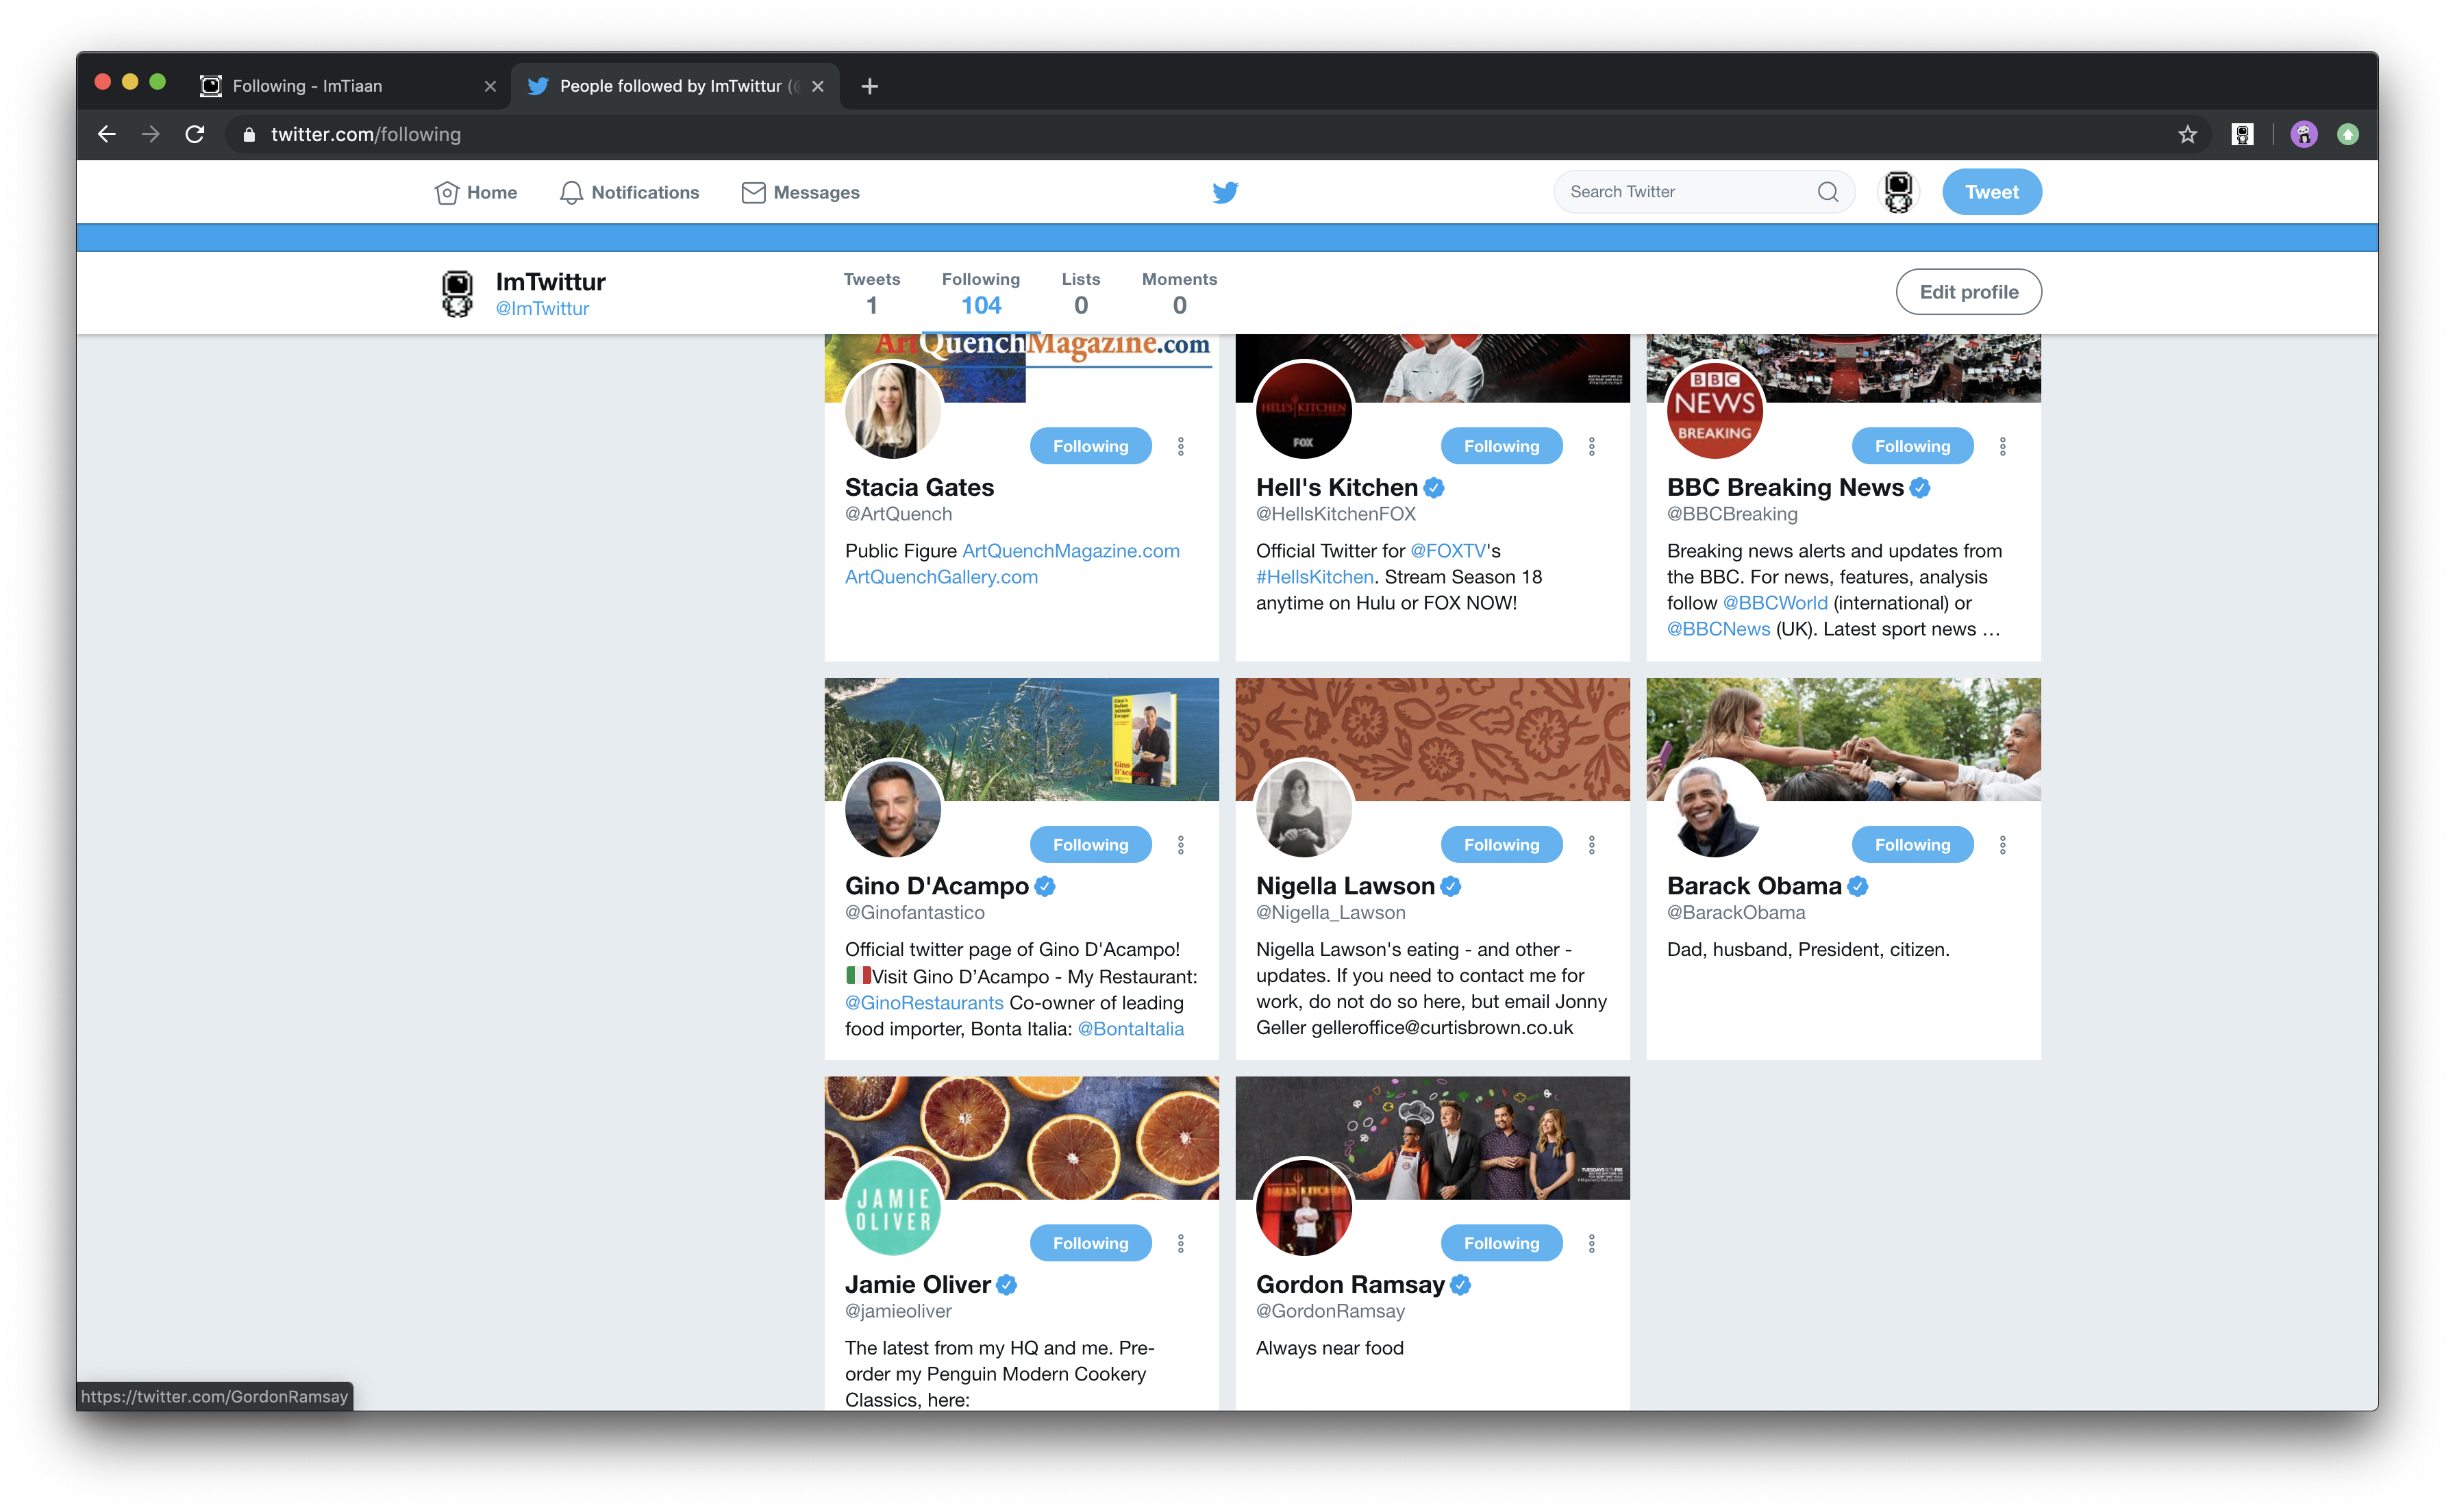 Following - ImTiaan
People followed by ImTwittur (
twitter.com/following
Home
Notifications
Messages
Search Twitter
Tweet
ImTwittur
@ImTwittur
Tweets
1
Following
104
Lists
0
Moments
0
Edit profile
ArtQuenchMagazine.com
Following
Stacia Gates
@ArtQuench
Public Figure ArtQuenchMagazine.com
ArtQuenchGallery.com
HELL'S KITCHEN
FOX
Following
Hell's Kitchen
@HellsKitchenFOX
Official Twitter for @FOXTV's
#HellsKitchen. Stream Season 18
anytime on Hulu or FOX NOW!
BBC
NEWS
BREAKING
Following
BBC Breaking News
@BBCBreaking
Breaking news alerts and updates from
the BBC. For news, features, analysis
follow @BBCWorld (international) or
@BBCNews (UK). Latest sport news …
Gino's
Italian
Adriatic
Escape
Gino
D'Acampo
Following
Gino D'Acampo
@Ginofantastico
Official twitter page of Gino D'Acampo!
🇮🇹Visit Gino D’Acampo - My Restaurant:
@GinoRestaurants Co-owner of leading
food importer, Bonta Italia: @BontaItalia
Following
Nigella Lawson
@Nigella_Lawson
Nigella Lawson's eating - and other -
updates. If you need to contact me for
work, do not do so here, but email Jonny
Geller gelleroffice@curtisbrown.co.uk
Following
Barack Obama
@BarackObama
Dad, husband, President, citizen.
JAMIE
OLIVER
Following
Jamie Oliver
@jamieoliver
The latest from my HQ and me. Pre-
order my Penguin Modern Cookery
Classics, here:
HELL'S KITCHEN
Following
Gordon Ramsay
@GordonRamsay
Always near food
https://twitter.com/GordonRamsay